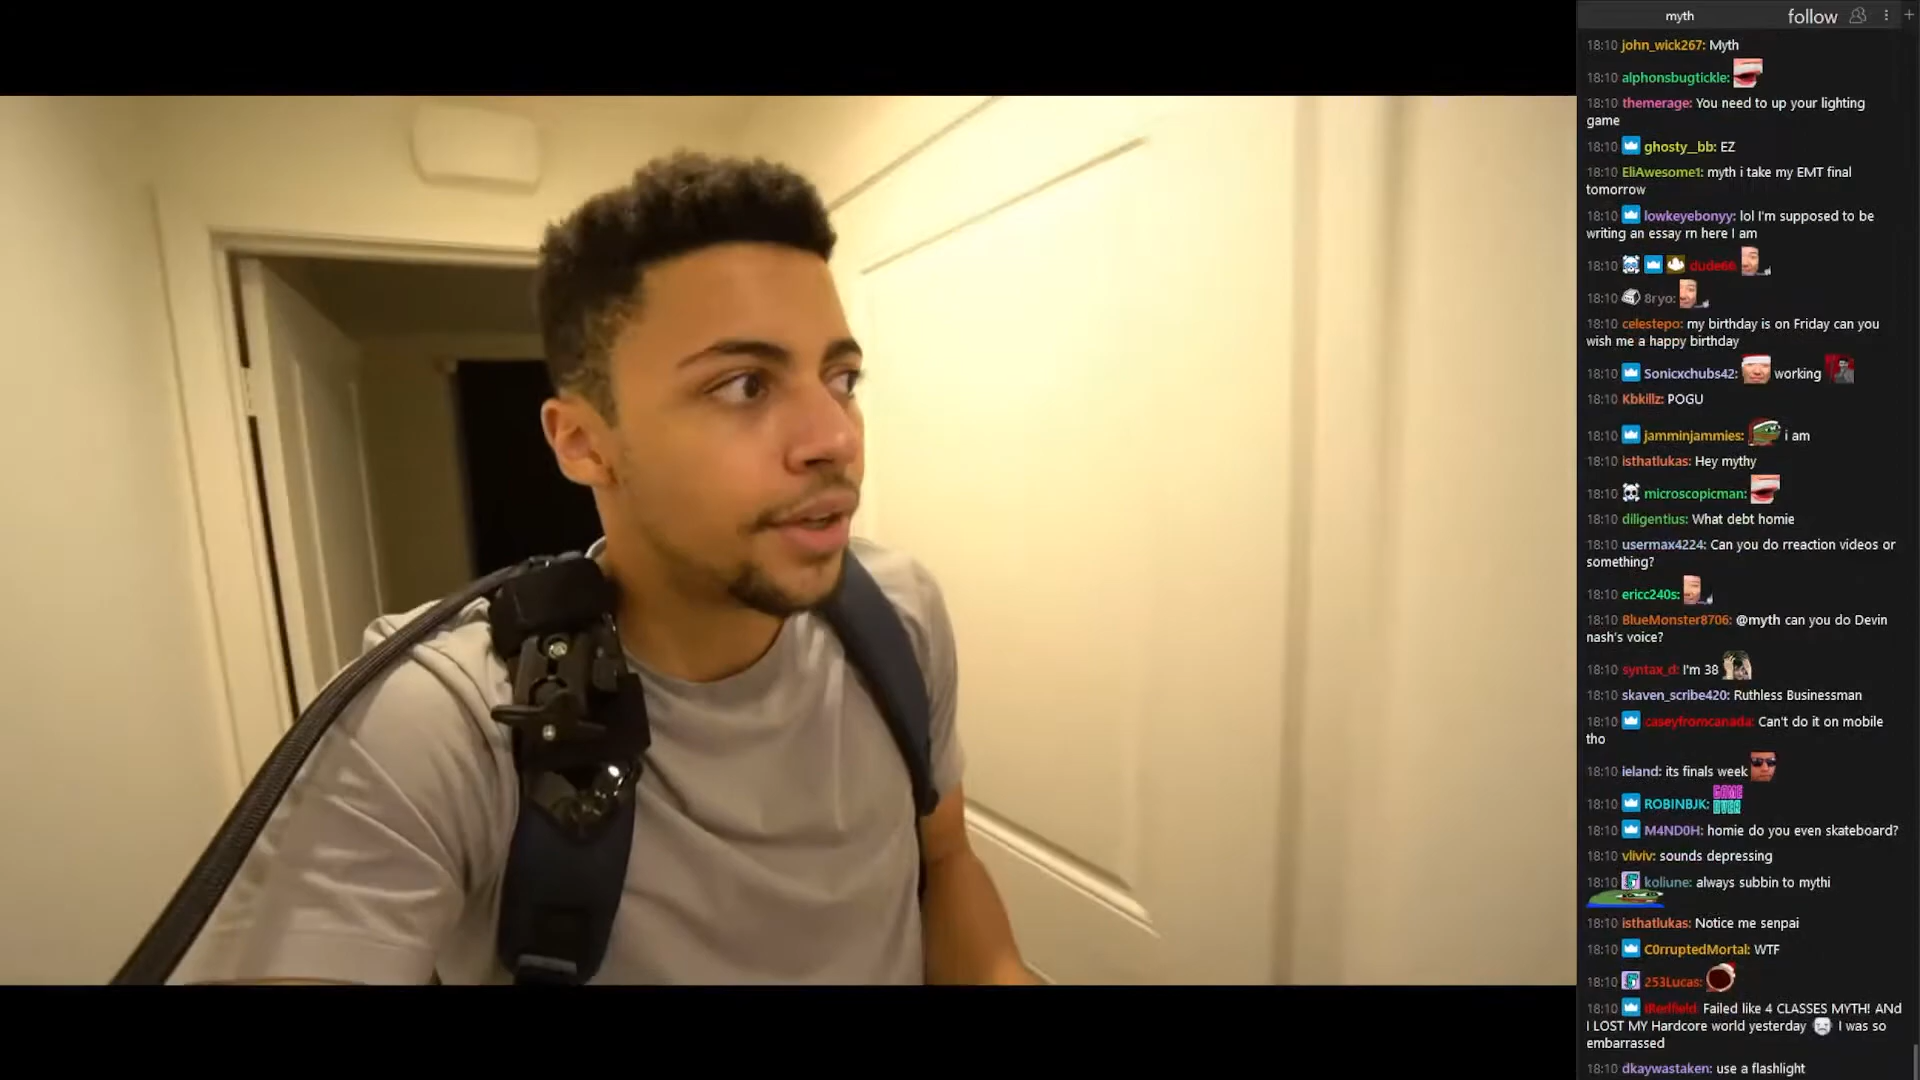 myth
follow
18:10 john_wick267: Myth
18:10 alphonsbugtickle:
18:10 themerage: You need to up your lighting
game
18:10 ghosty__bb: EZ
18:10 EliAwesome1: myth i take my EMT final
tomorrow
18:10 lowkeyebonyy: lol I'm supposed to be
writing an essay rn here I am
18:10 dude66:
18:10 8ryo:
18:10 celestepo: my birthday is on Friday can you
wish me a happy birthday
18:10 Sonicxchubs42: working
18:10 Kbkillz: POGU
18:10 jamminjammies: i am
18:10 isthatlukas: Hey mythy
18:10 microscopicman:
18:10 diligentius: What debt homie
18:10 usermax4224: Can you do rreaction videos or
something?
18:10 ericc240s:
18:10 BlueMonster8706: @myth can you do Devin
nash's voice?
18:10 syntax_d: I'm 38
18:10 skaven_scribe420: Ruthless Businessman
18:10 caseyfromcanada: Can't do it on mobile
tho
18:10 ieland: its finals week
18:10 ROBINBJK: GAME OVER
18:10 M4ND0H: homie do you even skateboard?
18:10 vliviv: sounds depressing
18:10 koliune: always subbin to mythi
18:10 isthatlukas: Notice me senpai
18:10 C0rruptedMortal: WTF
18:10 253Lucas:
18:10 Failed like 4 CLASSES MYTH! ANd
I LOST MY Hardcore world yesterday I was so
embarrassed
18:10 dkaywastaken: use a flashlight